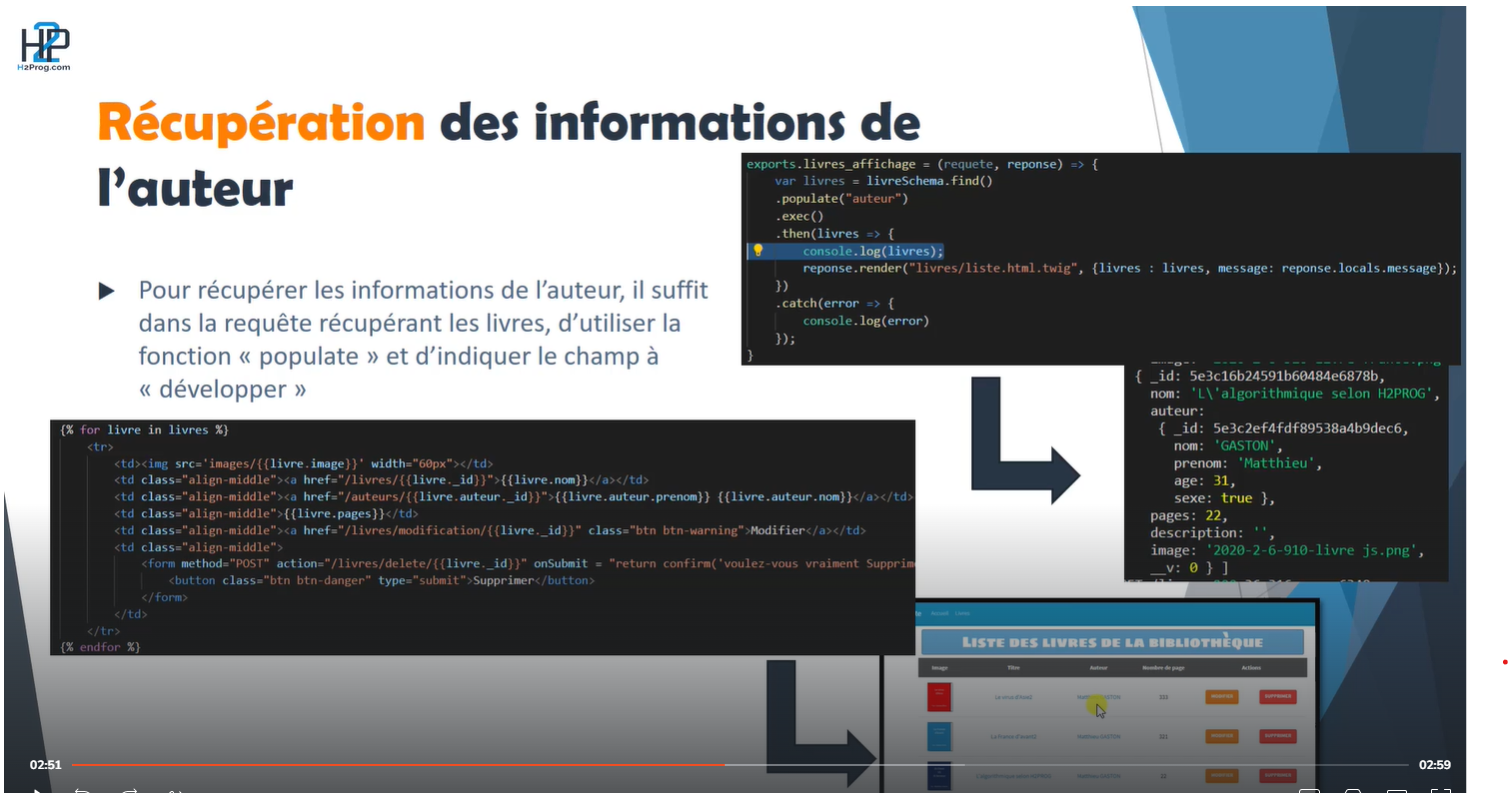 H2P
H2Prog.com
Récupération des informations de
l'auteur
Pour récupérer les informations de l'auteur, il suffit
dans la requête récupérant les livres, d'utiliser la
fonction « populate » et d'indiquer le champ à
« développer »
exports.livres_affichage = (requete, reponse) => {
var livres = livreSchema.find()
.populate("auteur")
.exec()
.then(livres => {
console.log(livres);
reponse.render("livres/liste.html.twig", {livres : livres, message: reponse.locals.message});
})
.catch(error => {
console.log(error)
});
}
{ _id: 5e3c16b24591b60484e6878b,
nom: 'L\'algorithmique selon H2PROG',
auteur:
{ _id: 5e3c2ef4fdf89538a4b9dec6,
nom: 'GASTON',
prenom: 'Matthieu',
age: 31,
sexe: true },
pages: 22,
description: '',
image: '2020-2-6-910-livre js.png',
__v: 0 } ]
{% for livre in livres %}
<tr>
<td><img src='images/{{livre.image}}' width="60px"></td>
<td class="align-middle"><a href="/livres/{{livre._id}}">{{livre.nom}}</a></td>
<td class="align-middle"><a href="/auteurs/{{livre.auteur._id}}">{{livre.auteur.prenom}} {{livre.auteur.nom}}</a></td>
<td class="align-middle">{{livre.pages}}</td>
<td class="align-middle"><a href="/livres/modification/{{livre._id}}" class="btn btn-warning">Modifier</a></td>
<td class="align-middle">
<form method="POST" action="/livres/delete/{{livre._id}}" onSubmit = "return confirm('voulez-vous vraiment Supprim
<button class="btn btn-danger" type="submit">Supprimer</button>
</form>
</td>
</tr>
{% endfor %}
Accueil Livres
LISTE DES LIVRES DE LA BIBLIOTHÈQUE
Image Titre Auteur Nombre de page Actions
MODIFIER SUPPRIMER
Matthieu GASTON MODIFIER SUPPRIMER
L'algorithmique selon H2PROG Matthieu GASTON 22 MODIFIER SUPPRIMER
02:51
02:59